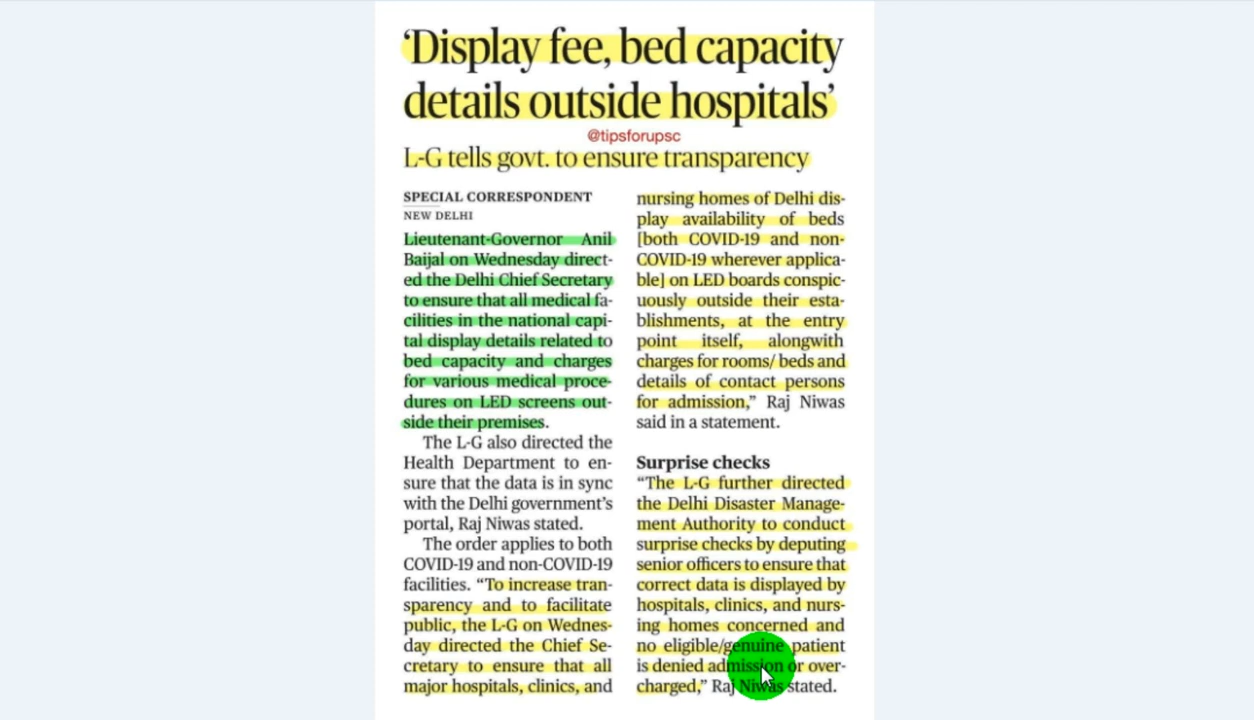 ‘Display fee, bed capacity
details outside hospitals’
@tipsforupsc
L-G tells govt. to ensure transparency
SPECIAL CORRESPONDENT
NEW DELHI
Lieutenant-Governor Anil
Baijal on Wednesday direct-
ed the Delhi Chief Secretary
to ensure that all medical fa-
cilities in the national capi-
tal display details related to
bed capacity and charges
for various medical proce-
dures on LED screens out-
side their premises.
The L-G also directed the
Health Department to en-
sure that the data is in sync
with the Delhi government’s
portal, Raj Niwas stated.
The order applies to both
COVID-19 and non-COVID-19
facilities. “To increase tran-
sparency and to facilitate
public, the L-G on Wednes-
day directed the Chief Se-
cretary to ensure that all
major hospitals, clinics, and
nursing homes of Delhi dis-
play availability of beds
[both COVID-19 and non-
COVID-19 wherever applica-
ble] on LED boards conspic-
uously outside their esta-
blishments, at the entry
point itself, alongwith
charges for rooms/ beds and
details of contact persons
for admission,” Raj Niwas
said in a statement.
Surprise checks
“The L-G further directed
the Delhi Disaster Manage-
ment Authority to conduct
surprise checks by deputing
senior officers to ensure that
correct data is displayed by
hospitals, clinics, and nurs-
ing homes concerned and
no eligible/genuine patient
is denied admission or over-
charged,” Raj Niwas stated.